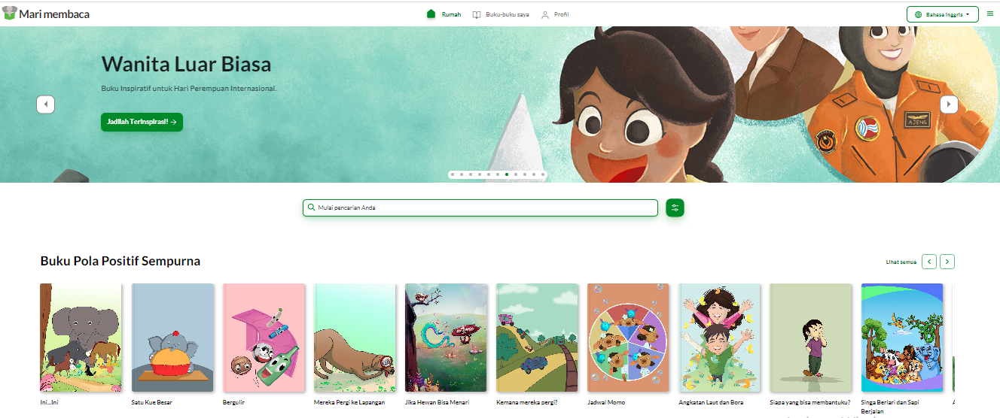 Mari membaca
Rumah
Buku-buku saya
Profil
Bahasa Inggris
Wanita Luar Biasa
Buku Inspiratif untuk Hari Perempuan Internasional.
Jadilah Terinspirasi! →
AJENG
Mulai pencarian Anda
Buku Pola Positif Sempurna
Lihat semua
Ini...Ini
Satu Kue Besar
Bergulir
Mereka Pergi ke Lapangan
Jika Hewan Bisa Menari
Kemana mereka pergi?
Jadwal Momo
Angkatan Laut dan Bora
Siapa yang bisa membantuku?
Singa Berlari dan Sapi
Berjalan